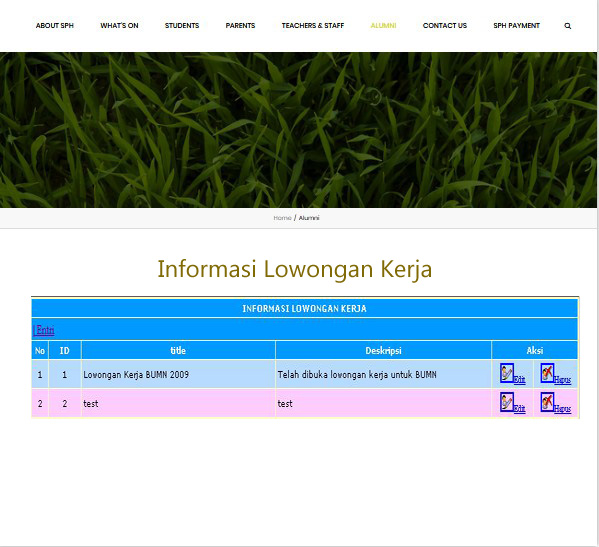 ABOUT SPH WHAT'S ON STUDENTS PARENTS TEACHERS & STAFF ALUMNI CONTACT US SPH PAYMENT
Home / Alumni
Informasi Lowongan Kerja
INFORMASI LOWONGAN KERJA
| Entri
No ID title Deskripsi Aksi
1 1 Lowongan Kerja BUMN 2009 Telah dibuka lowongan kerja untuk BUMN Edit Hapus
2 2 test test Edit Hapus